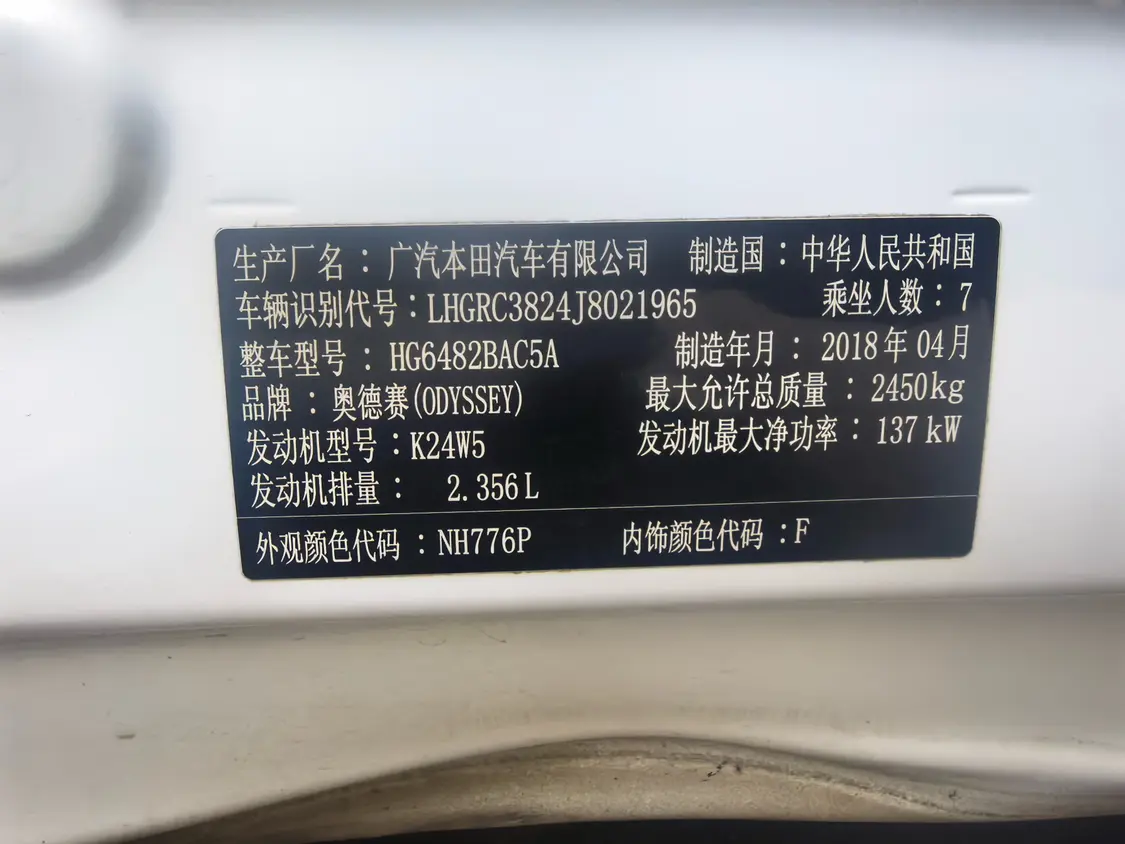 生产厂名：广汽本田汽车有限公司 制造国：中华人民共和国
车辆识别代号：LHGRC3824J8021965 乘坐人数：7
整车型号：HG6482BAC5A 制造年月：2018年04月
品牌：奥德赛(ODYSSEY) 最大允许总质量：2450kg
发动机型号：K24W5 发动机最大净功率：137kW
发动机排量：2.356L
外观颜色代码：NH776P 内饰颜色代码：F